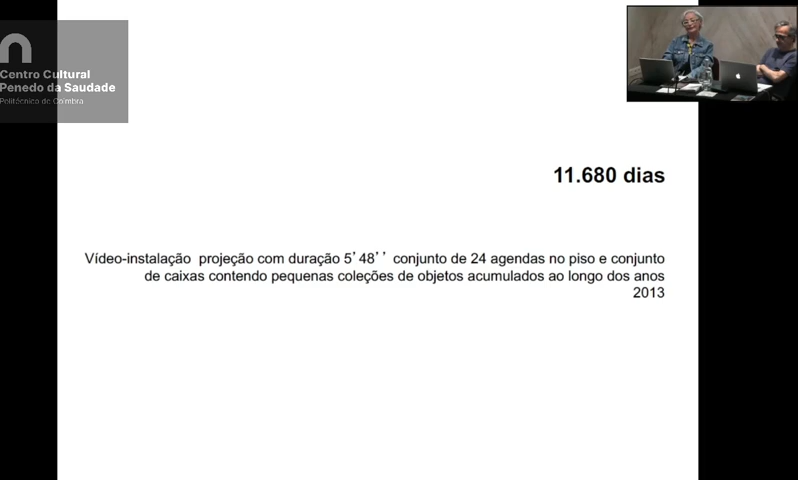 Centro Cultural
Penedo da Saudade
Politécnico de Coimbra
11.680 dias
Vídeo-instalação projeção com duração 5’ 48’’ conjunto de 24 agendas no piso e conjunto
de caixas contendo pequenas coleções de objetos acumulados ao longo dos anos
2013